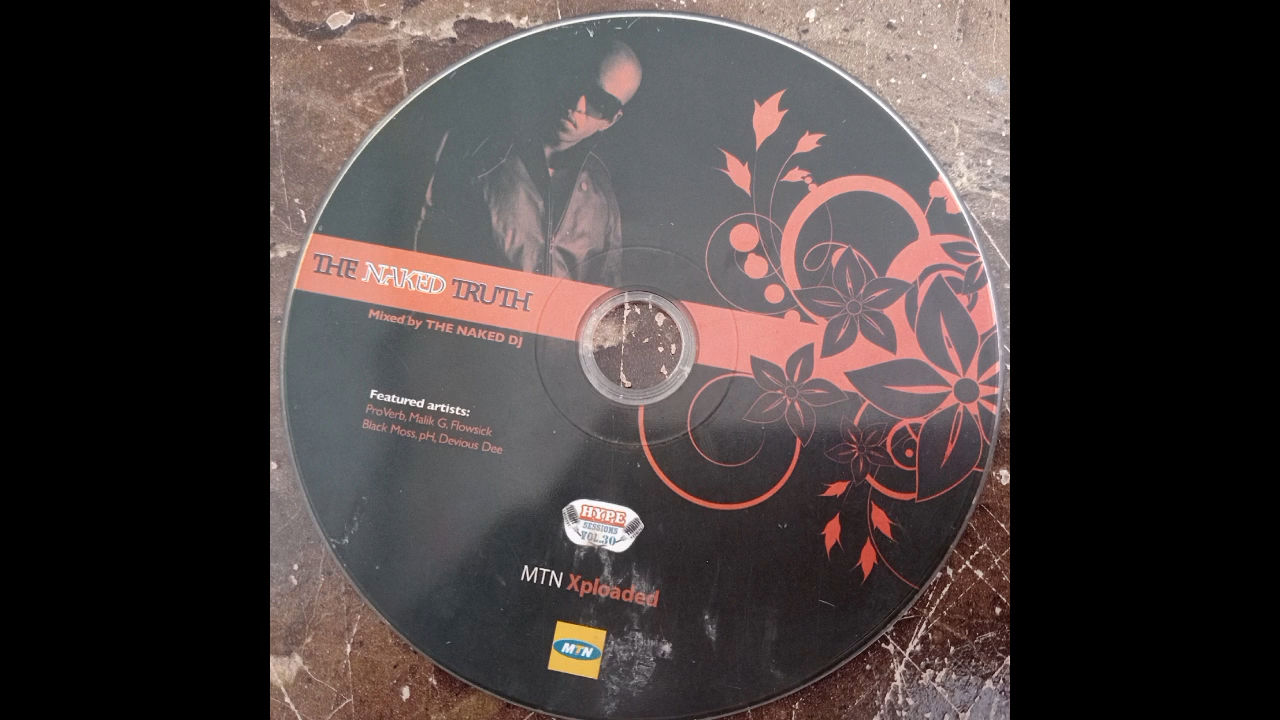 THE NAKED TRUTH
Mixed by THE NAKED DJ
Featured artists:
ProVerb, Malik G, Flowsick
Black Moss, pH, Devious Dee
HYPE
SESSIONS
VOL.30
MTN Xploaded
MTN